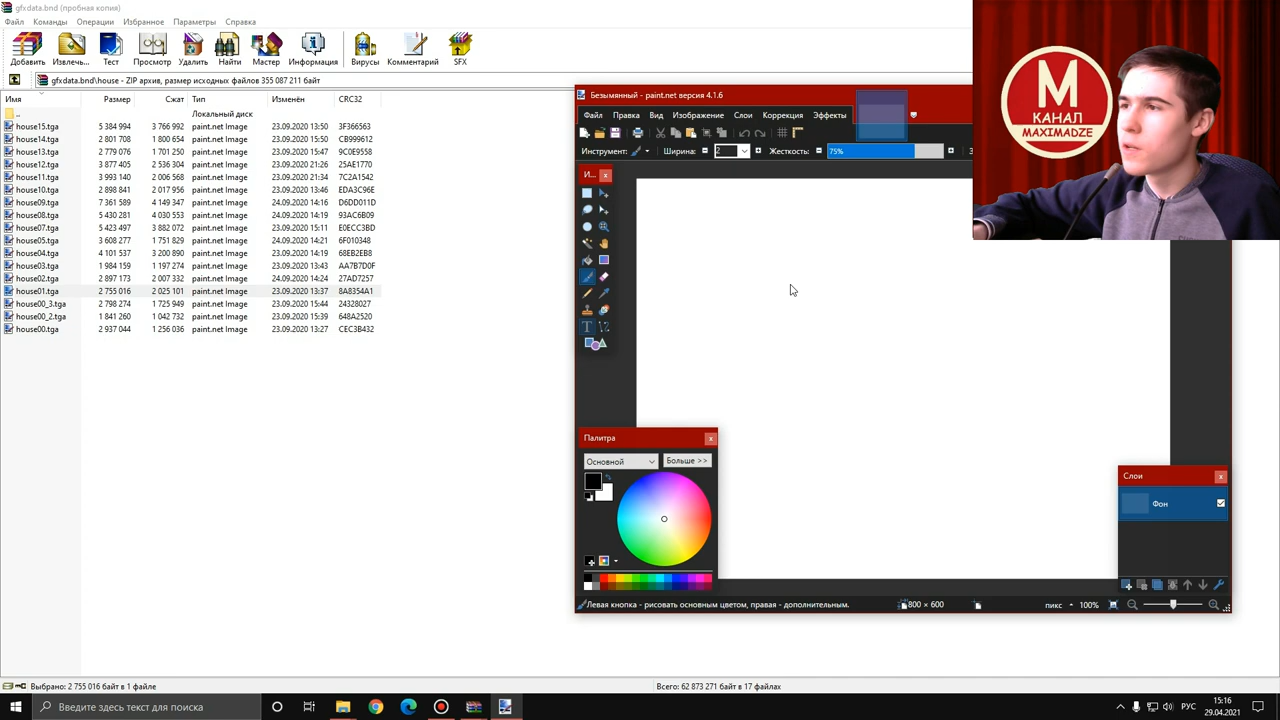 gfxdata.bnd (пробная копия)
Файл Команды Операции Избранное Параметры Справка
Добавить Извлечь... Тест Просмотр Удалить Найти Мастер Информация Вирусы Комментарий SFX
gfxdata.bnd\house - ZIP архив, размер исходных файлов 355 087 211 байт
Имя Размер Сжат Тип Изменён CRC32
.. Локальный диск
house15.tga 5 384 994 3 766 992 paint.net Image 23.09.2020 13:50 3F366563
house14.tga 2 801 708 1 800 654 paint.net Image 23.09.2020 15:50 CB999612
house13.tga 2 779 076 1 701 250 paint.net Image 23.09.2020 15:47 9C0E9558
house12.tga 3 877 405 2 536 304 paint.net Image 23.09.2020 21:26 25AE1770
house11.tga 3 993 140 2 006 568 paint.net Image 23.09.2020 21:34 7C2A1542
house10.tga 2 898 841 2 017 956 paint.net Image 23.09.2020 13:46 EDA3C96E
house09.tga 7 361 589 4 149 347 paint.net Image 24.09.2020 14:16 D6DD011D
house08.tga 5 430 281 4 030 553 paint.net Image 24.09.2020 14:19 93AC6B09
house07.tga 5 423 497 3 882 072 paint.net Image 23.09.2020 15:11 E0ECC3BD
house05.tga 3 608 277 1 751 829 paint.net Image 24.09.2020 14:21 6F010348
house04.tga 4 101 537 3 200 890 paint.net Image 24.09.2020 14:19 68EB2EB8
house03.tga 1 984 159 1 197 274 paint.net Image 23.09.2020 13:43 AA7B7D0F
house02.tga 2 897 173 2 007 332 paint.net Image 24.09.2020 14:24 27AD7257
house01.tga 2 755 016 2 025 101 paint.net Image 23.09.2020 13:37 8A8354A1
house00_3.tga 2 798 274 1 725 949 paint.net Image 23.09.2020 15:44 24328027
house00_2.tga 1 841 260 1 042 732 paint.net Image 23.09.2020 15:39 648A2520
house00.tga 2 937 044 1 256 036 paint.net Image 23.09.2020 13:27 CEC3B432
Безымянный - paint.net версия 4.1.6
Файл Правка Вид Изображение Слои Коррекция Эффекты
Инструмент: Ширина: 2 Жесткость: 75%
И...
Палитра
Основной Больше >>
Слои
Фон
Левая кнопка - рисовать основным цветом, правая - дополнительным. 800 × 600 пикс 100%
М
КАНАЛ
MAXIMADZE
Выбрано: 2 755 016 байт в 1 файле Всего: 62 873 271 байт в 17 файлах
Введите здесь текст для поиска
РУС
15:16
29.04.2021